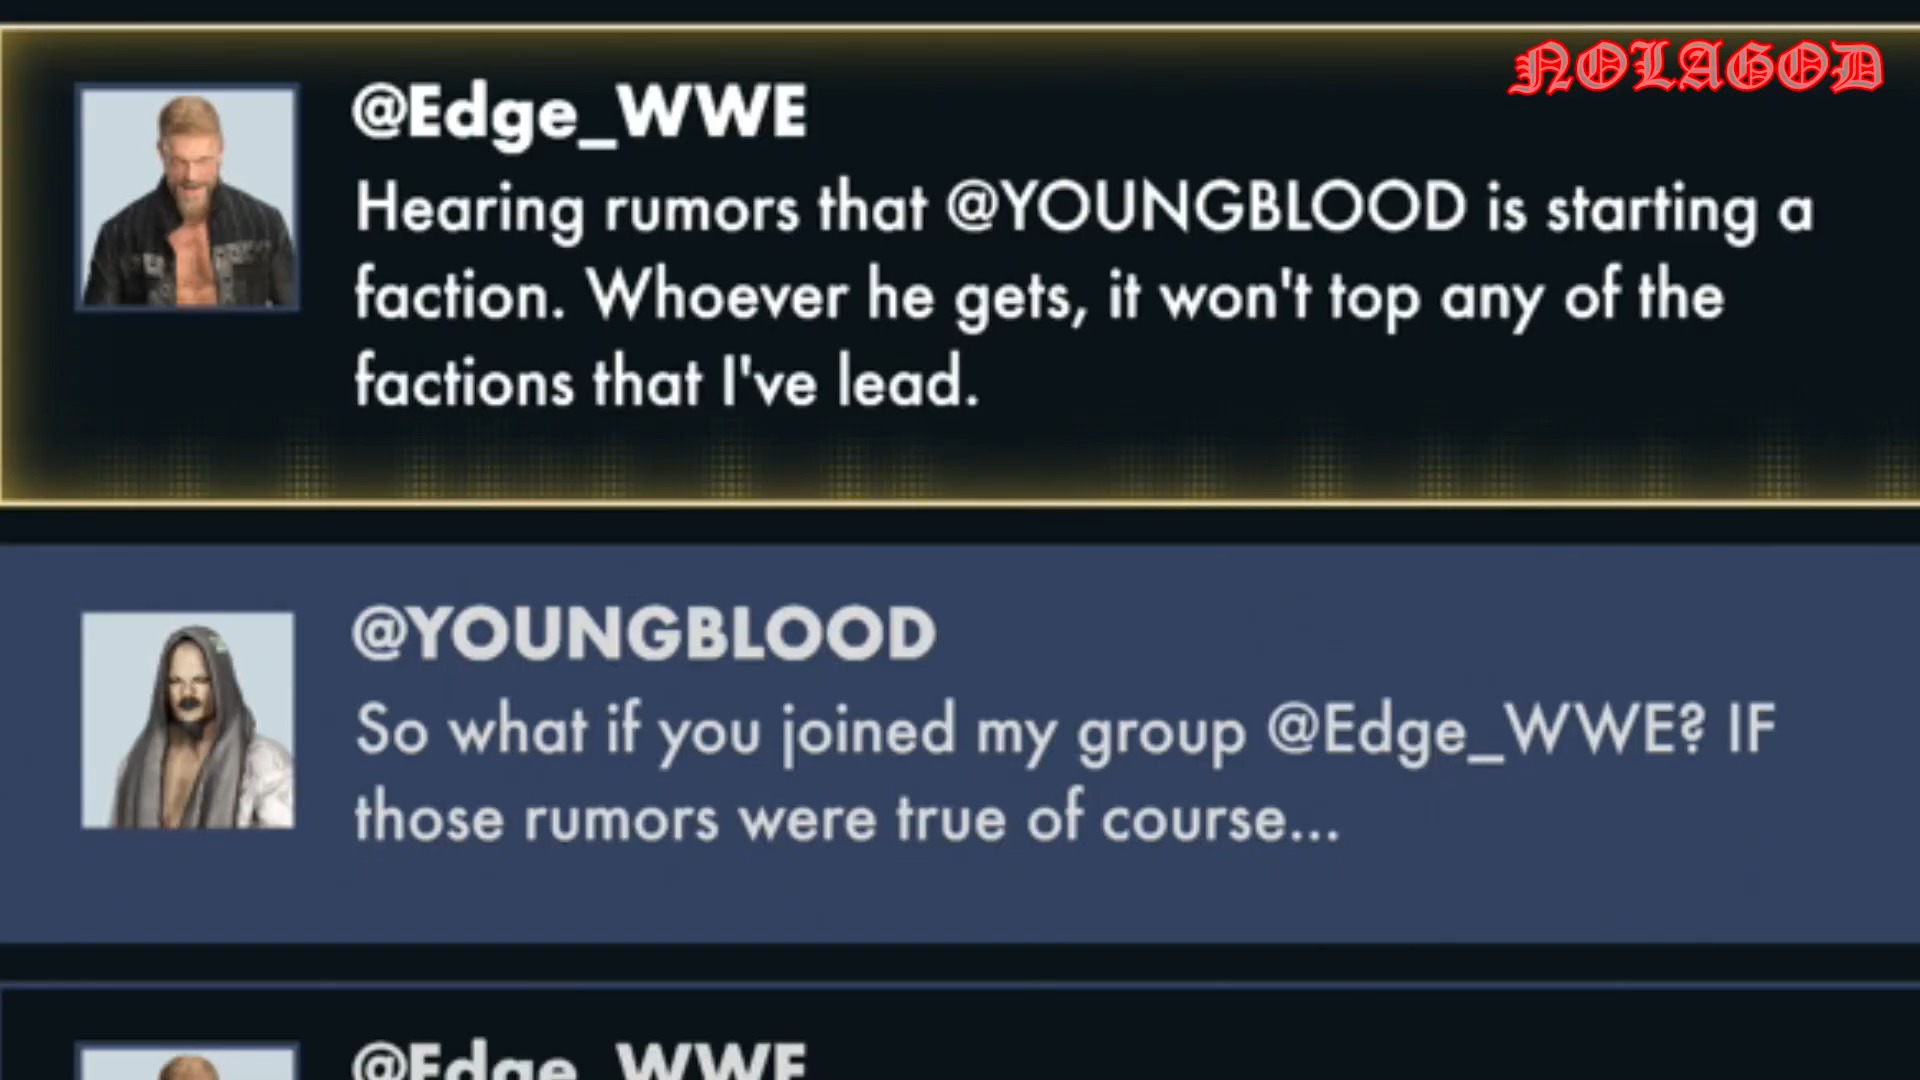 NOLAGOD
@Edge_WWE
Hearing rumors that @YOUNGBLOOD is starting a
faction. Whoever he gets, it won't top any of the
factions that I've lead.
@YOUNGBLOOD
So what if you joined my group @Edge_WWE? IF
those rumors were true of course...
@Edge_WWE